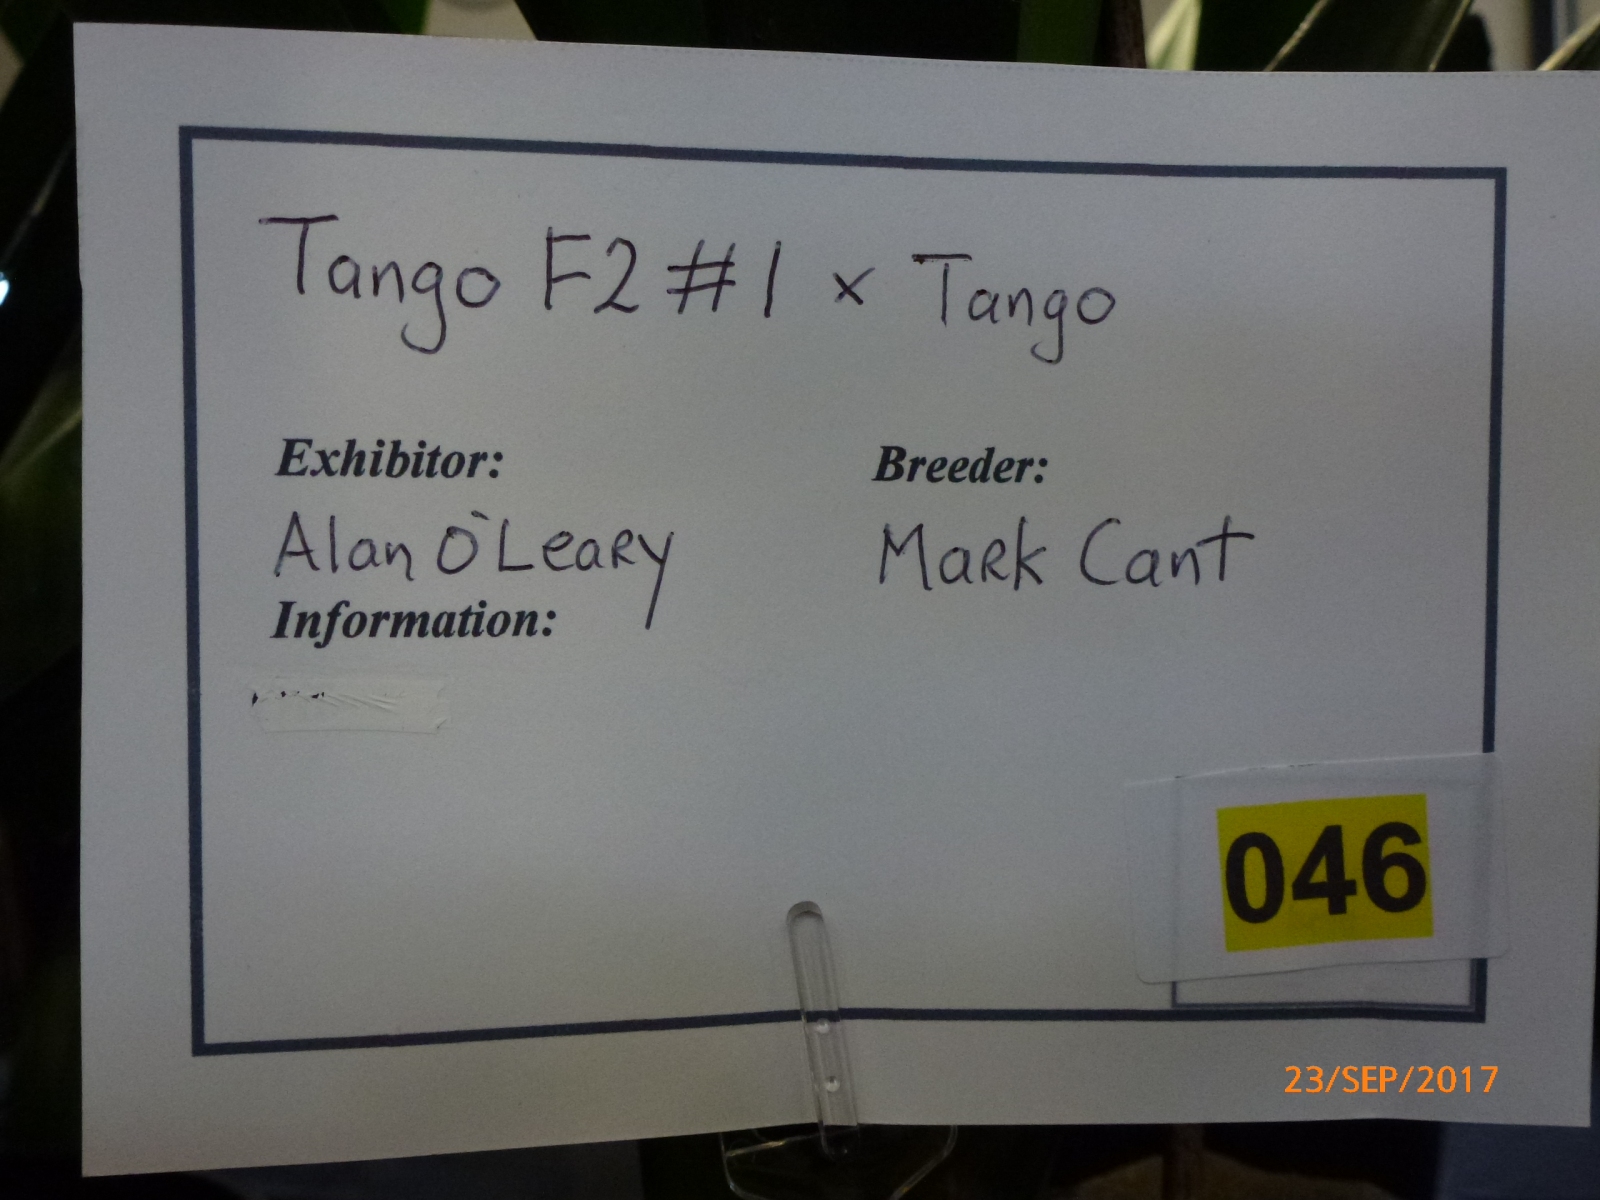 Tango F2 #1 x Tango
Exhibitor: Breeder:
Alan O'Leary Mark Cant
Information:
046
23/SEP/2017